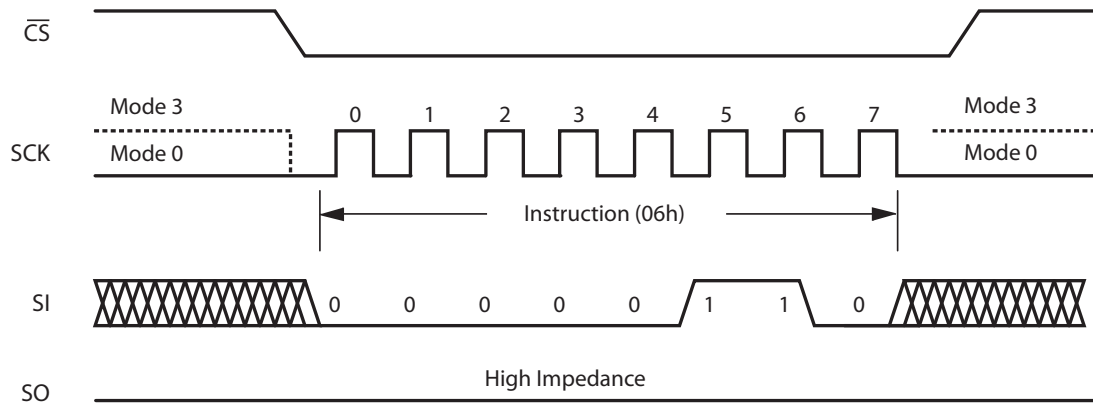 CS
Mode 3
0 1 2 3 4 5 6 7
Mode 3
SCK
Mode 0
Mode 0
Instruction (06h)
SI
0 0 0 0 0 1 1 0
High Impedance
SO